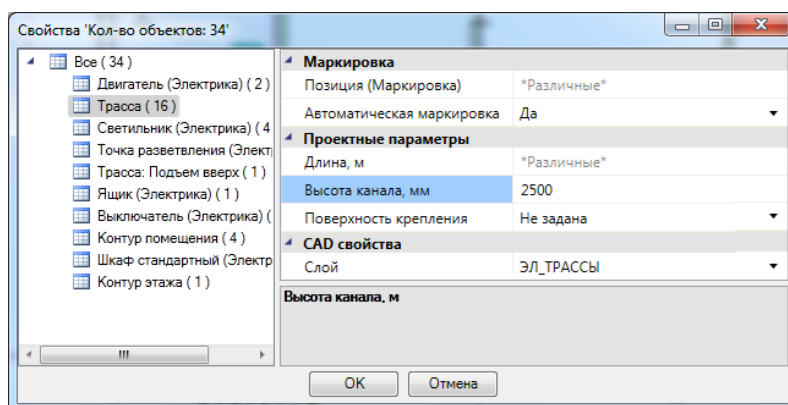 Свойства 'Кол-во объектов: 34'
Все ( 34 )
Двигатель (Электрика) ( 2 )
Трасса ( 16 )
Светильник (Электрика) ( 4
Точка разветвления (Элект
Трасса: Подъем вверх ( 1 )
Ящик (Электрика) ( 1 )
Выключатель (Электрика) (
Контур помещения ( 4 )
Шкаф стандартный (Электр
Контур этажа ( 1 )
Маркировка
Позиция (Маркировка) *Различные*
Автоматическая маркировка Да
Проектные параметры
Длина, м *Различные*
Высота канала, мм 2500
Поверхность крепления Не задана
CAD свойства
Слой ЭЛ_ТРАССЫ
Высота канала, м
OK Отмена